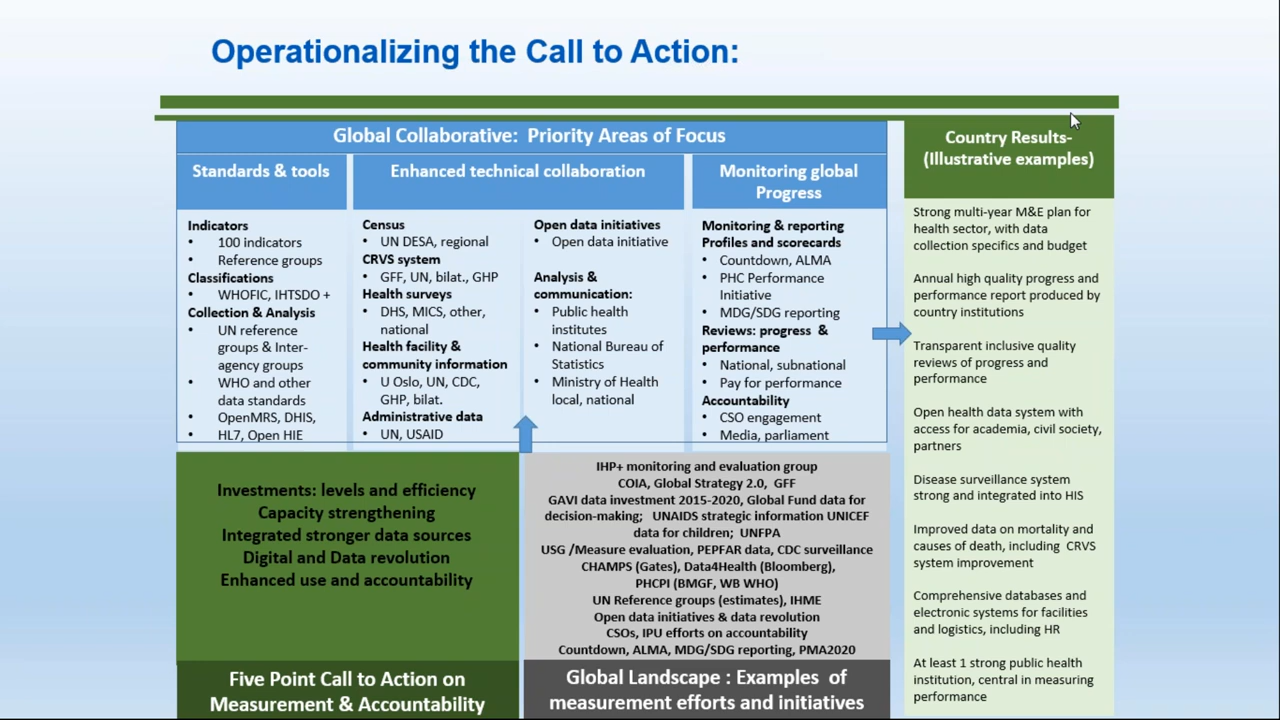 Operationalizing the Call to Action:
Global Collaborative:  Priority Areas of Focus
Standards & tools
Indicators
• 100 indicators
• Reference groups
Classifications
• WHOFIC, IHTSDO +
Collection & Analysis
• UN reference
groups & Inter-
agency groups
• WHO and other
data standards
• OpenMRS, DHIS,
• HL7, Open HIE
Enhanced technical collaboration
Census
• UN DESA, regional
CRVS system
• GFF, UN, bilat., GHP
Health surveys
• DHS, MICS, other,
national
Health facility &
community information
• U Oslo, UN, CDC,
GHP, bilat.
Administrative data
• UN, USAID
Open data initiatives
• Open data initiative
Analysis &
communication:
• Public health
institutes
• National Bureau of
Statistics
• Ministry of Health
local, national
Monitoring global
Progress
Monitoring & reporting
Profiles and scorecards
• Countdown, ALMA
• PHC Performance
Initiative
• MDG/SDG reporting
Reviews: progress &
performance
• National, subnational
• Pay for performance
Accountability
• CSO engagement
• Media, parliament
Investments: levels and efficiency
Capacity strengthening
Integrated stronger data sources
Digital and Data revolution
Enhanced use and accountability
Five Point Call to Action on
Measurement & Accountability
IHP+ monitoring and evaluation group
COIA, Global Strategy 2.0,  GFF
GAVI data investment 2015-2020, Global Fund data for
decision-making;   UNAIDS strategic information UNICEF
data for children;  UNFPA
USG /Measure evaluation, PEPFAR data, CDC surveillance
CHAMPS (Gates), Data4Health (Bloomberg),
PHCPI (BMGF, WB WHO)
UN Reference groups (estimates), IHME
Open data initiatives & data revolution
CSOs, IPU efforts on accountability
Countdown, ALMA, MDG/SDG reporting, PMA2020
Global Landscape : Examples  of
measurement efforts and initiatives
Country Results-
(Illustrative examples)
Strong multi-year M&E plan for
health sector, with data
collection specifics and budget
Annual high quality progress and
performance report produced by
country institutions
Transparent inclusive quality
reviews of progress and
performance
Open health data system with
access for academia, civil society,
partners
Disease surveillance system
strong and integrated into HIS
Improved data on mortality and
causes of death, including  CRVS
system improvement
Comprehensive databases and
electronic systems for facilities
and logistics, including HR
At least 1 strong public health
institution, central in measuring
performance